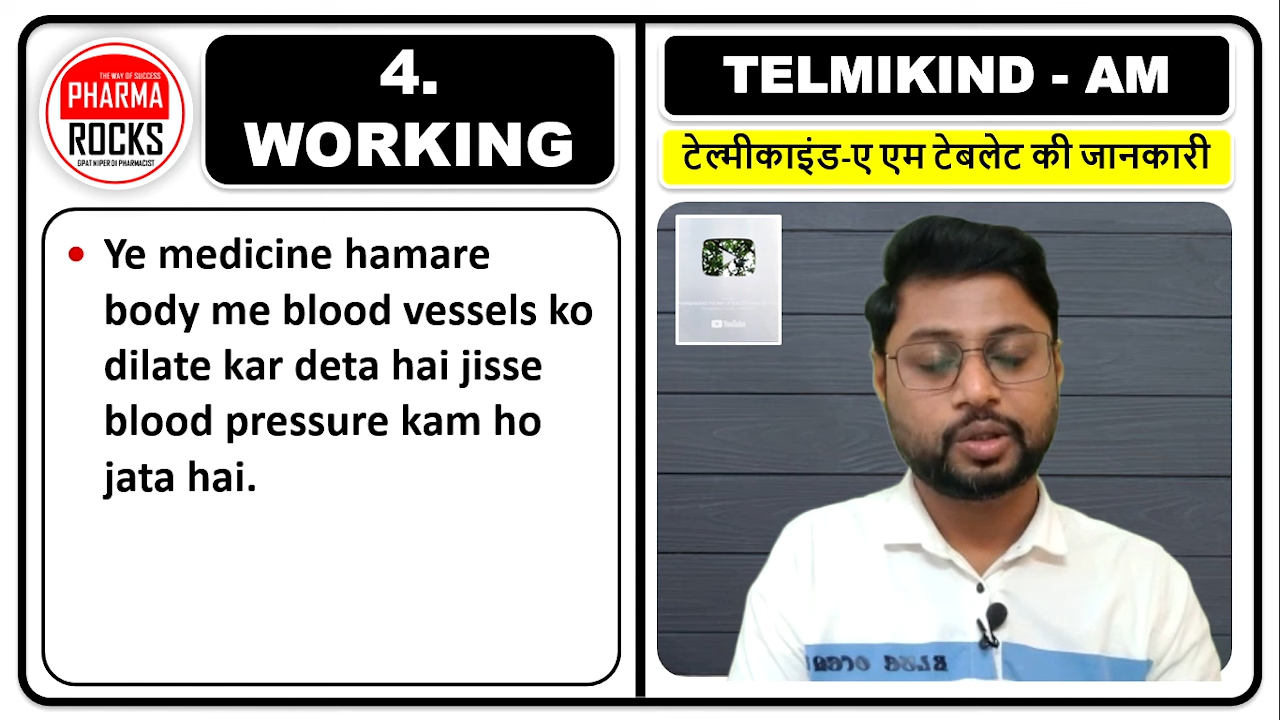 THE WAY OF SUCCESS
PHARMA
ROCKS
GPAT NIPER DI PHARMACIST
4.
WORKING
• Ye medicine hamare
body me blood vessels ko
dilate kar deta hai jisse
blood pressure kam ho
jata hai.
TELMIKIND - AM
टेल्मीकाइंड-ए एम टेबलेट की जानकारी
YouTube